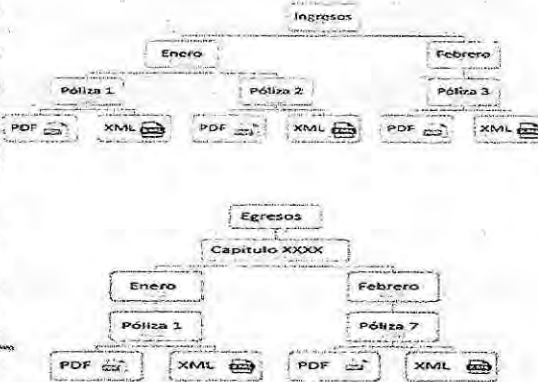 Ingresos
Enero Febrero
Póliza 1 Póliza 2 Póliza 3
PDF XML PDF XML PDF XML
Egresos
Capítulo XXXX
Enero Febrero
Póliza 1 Póliza 7
PDF XML PDF XML